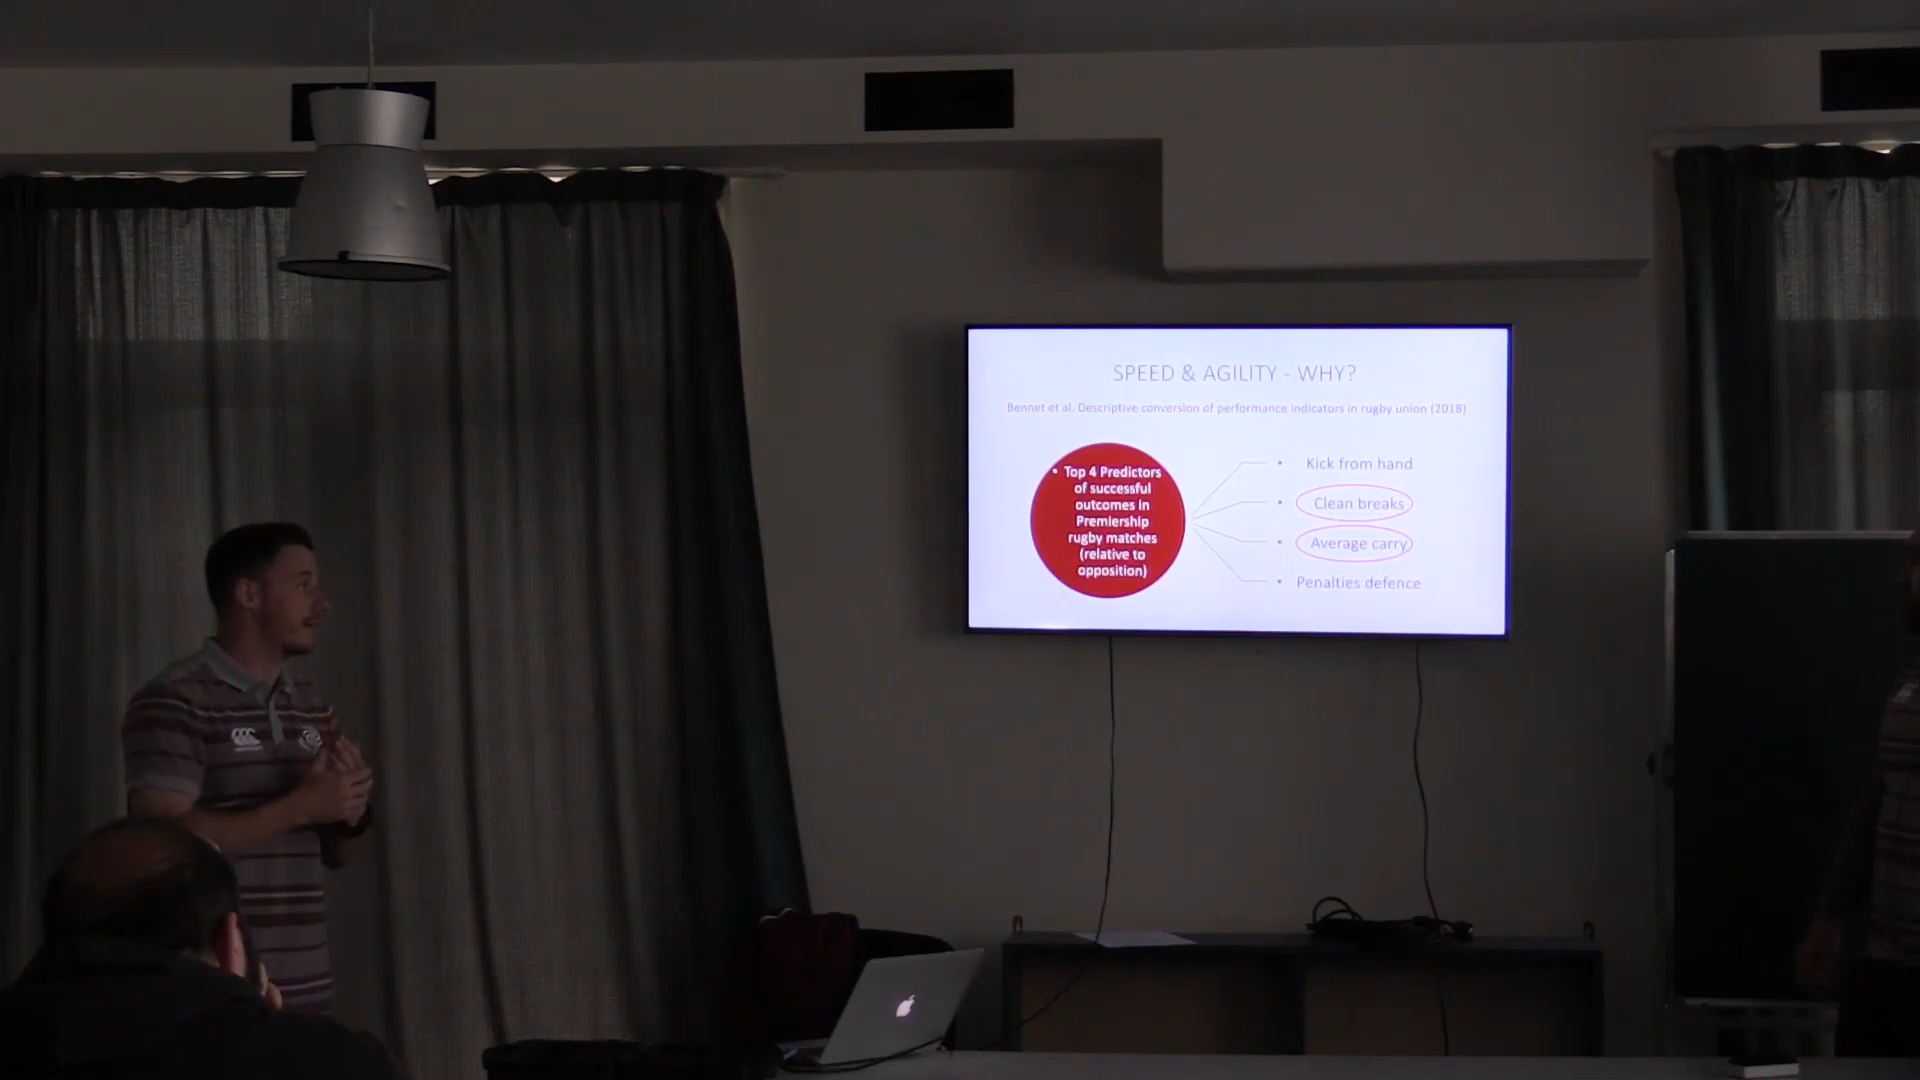 SPEED & AGILITY - WHY?
Bennet et al. Descriptive conversion of performance indicators in rugby union (2018)
• Top 4 Predictors
of successful
outcomes in
Premiership
rugby matches
(relative to
opposition)
• Kick from hand
• Clean breaks
• Average carry
• Penalties defence